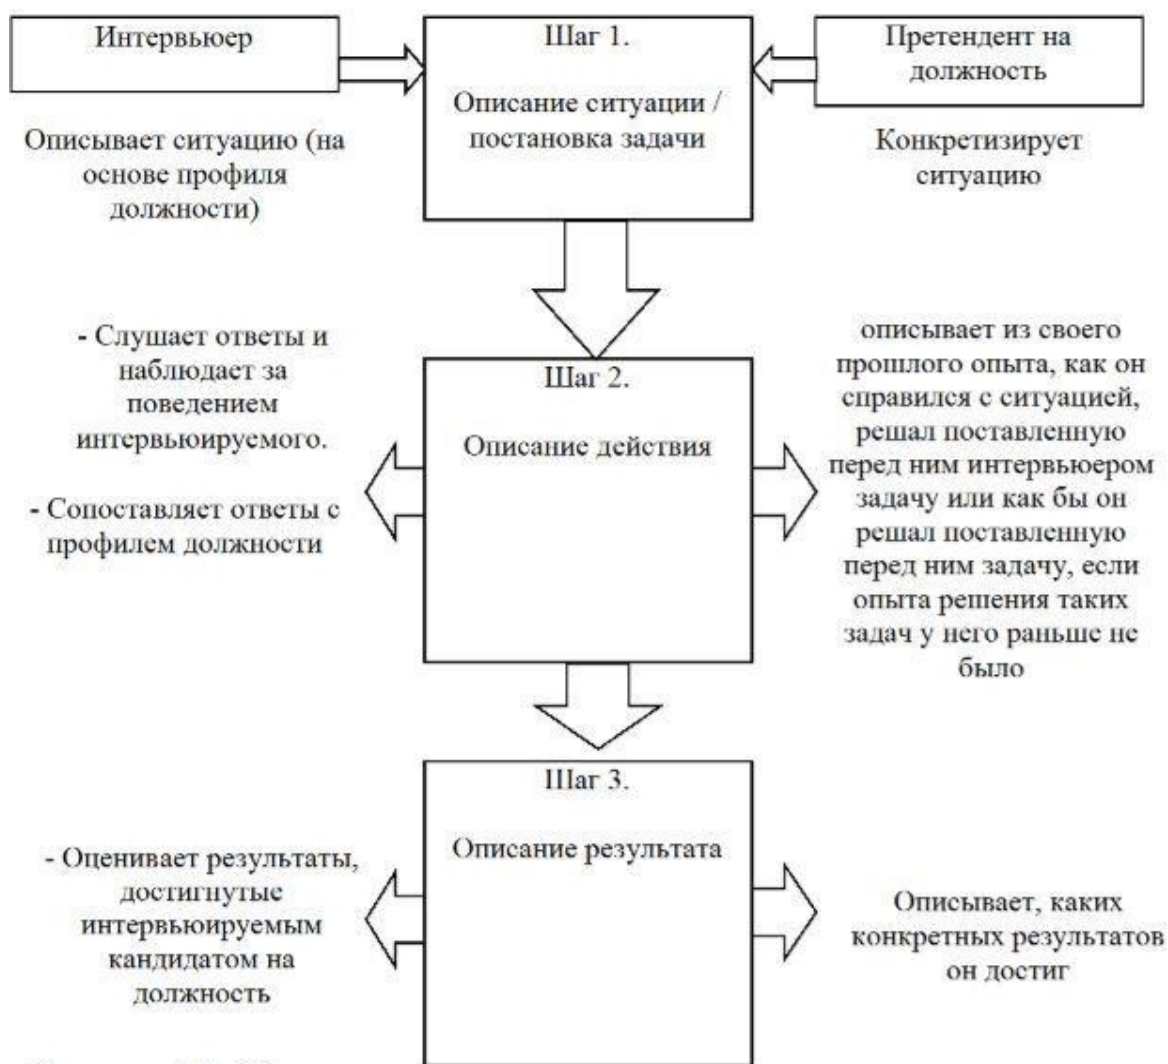 Интервьюер
Описывает ситуацию (на
основе профиля
должности)
Шаг 1.
Описание ситуации /
постановка задачи
Претендент на
должность
Конкретизирует
ситуацию
- Слушает ответы и
наблюдает за
поведением
интервьюируемого.
- Сопоставляет ответы с
профилем должности
Шаг 2.
Описание действия
описывает из своего
прошлого опыта, как он
справился с ситуацией,
решал поставленную
перед ним интервьюером
задачу или как бы он
решал поставленную
перед ним задачу, если
опыта решения таких
задач у него раньше не
было
- Оценивает результаты,
достигнутые
интервьюируемым
кандидатом на
должность
Шаг 3.
Описание результата
Описывает, каких
конкретных результатов
он достиг